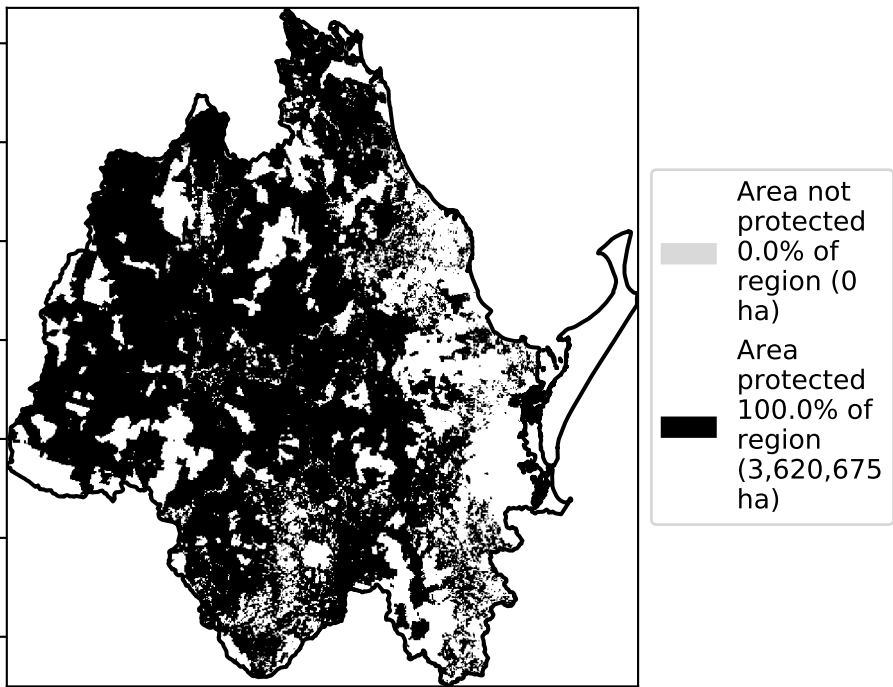 Area not
protected
0.0% of
region (0
ha)
Area
protected
100.0% of
region
(3,620,675
ha)